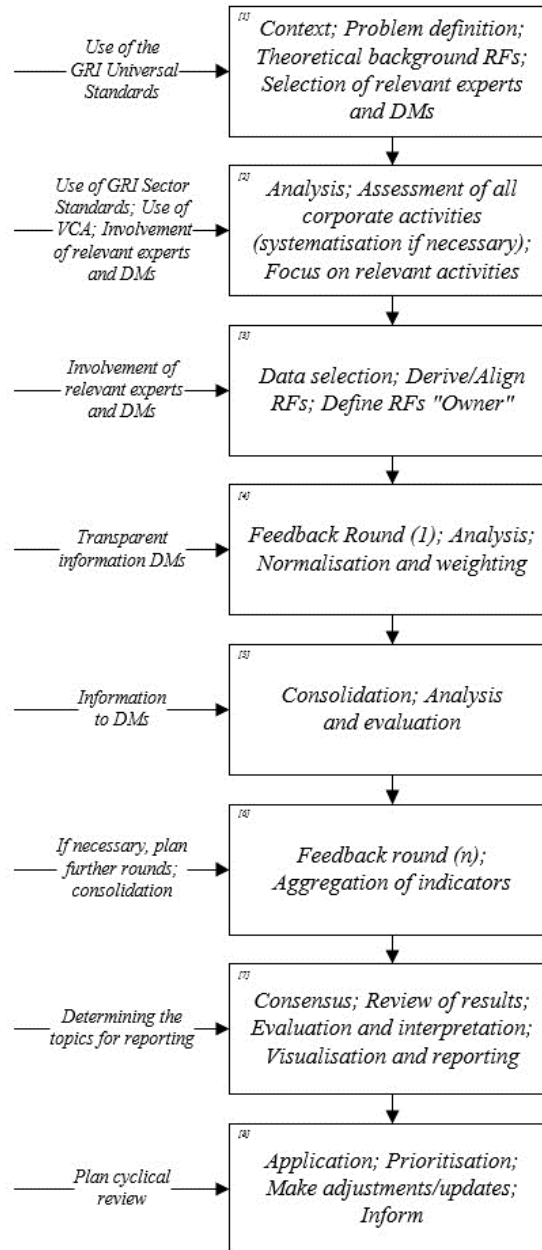 [1]
Context; Problem definition;
Theoretical background RFs;
Selection of relevant experts
and DMs
Use of the
GRI Universal
Standards
[2]
Analysis; Assessment of all
corporate activities
(systematisation if necessary);
Focus on relevant activities
Use of GRI Sector
Standards; Use of
VCA; Involvement
of relevant experts
and DMs
[3]
Data selection; Derive/Align
RFs; Define RFs "Owner"
Involvement of
relevant experts
and DMs
[4]
Feedback Round (1); Analysis;
Normalisation and weighting
Transparent
information DMs
[5]
Consolidation; Analysis
and evaluation
Information
to DMs
[6]
Feedback round (n);
Aggregation of indicators
If necessary, plan
further rounds;
consolidation
[7]
Consensus; Review of results;
Evaluation and interpretation;
Visualisation and reporting
Determining the
topics for reporting
[8]
Application; Prioritisation;
Make adjustments/updates;
Inform
Plan cyclical
review